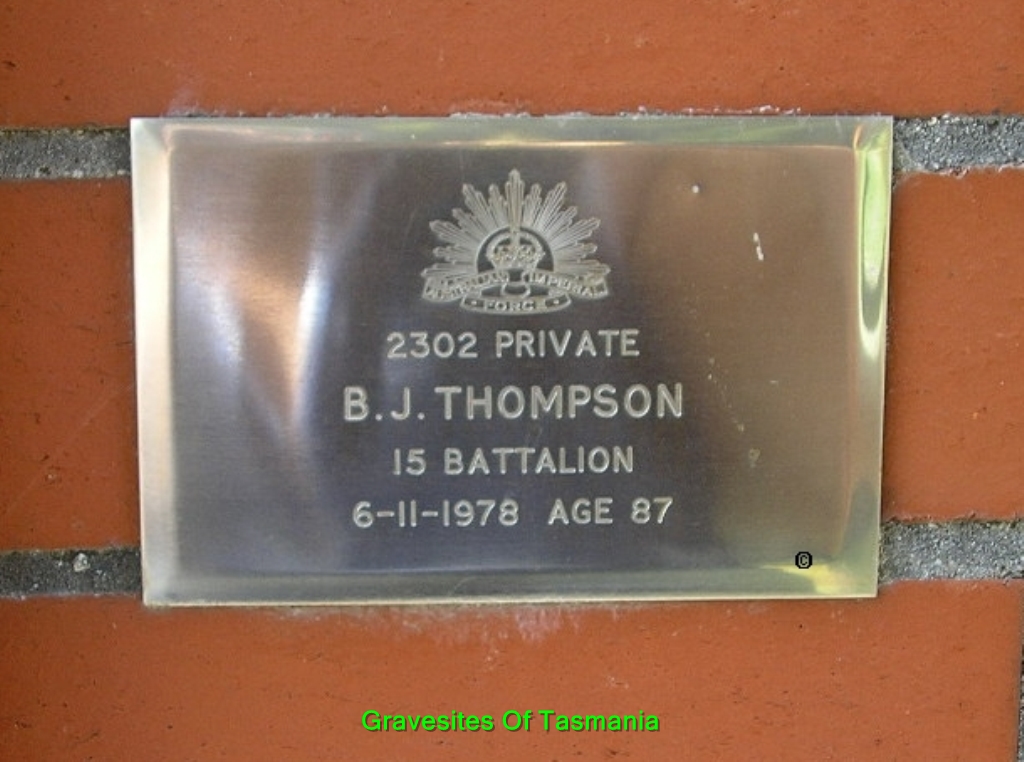 AUSTRALIAN IMPERIAL
FORCE
2302 PRIVATE
B.J. THOMPSON
15 BATTALION
6-11-1978 AGE 87
©
Gravesites Of Tasmania